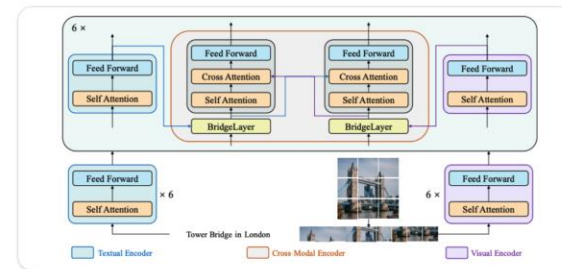 6 ×
Feed Forward
Self Attention
Feed Forward
Cross Attention
Self Attention
BridgeLayer
Feed Forward
Cross Attention
Self Attention
BridgeLayer
Feed Forward
Self Attention
Feed Forward
Self Attention
× 6
6 ×
Feed Forward
Self Attention
Tower Bridge in London
Textual Encoder
Cross Modal Encoder
Visual Encoder